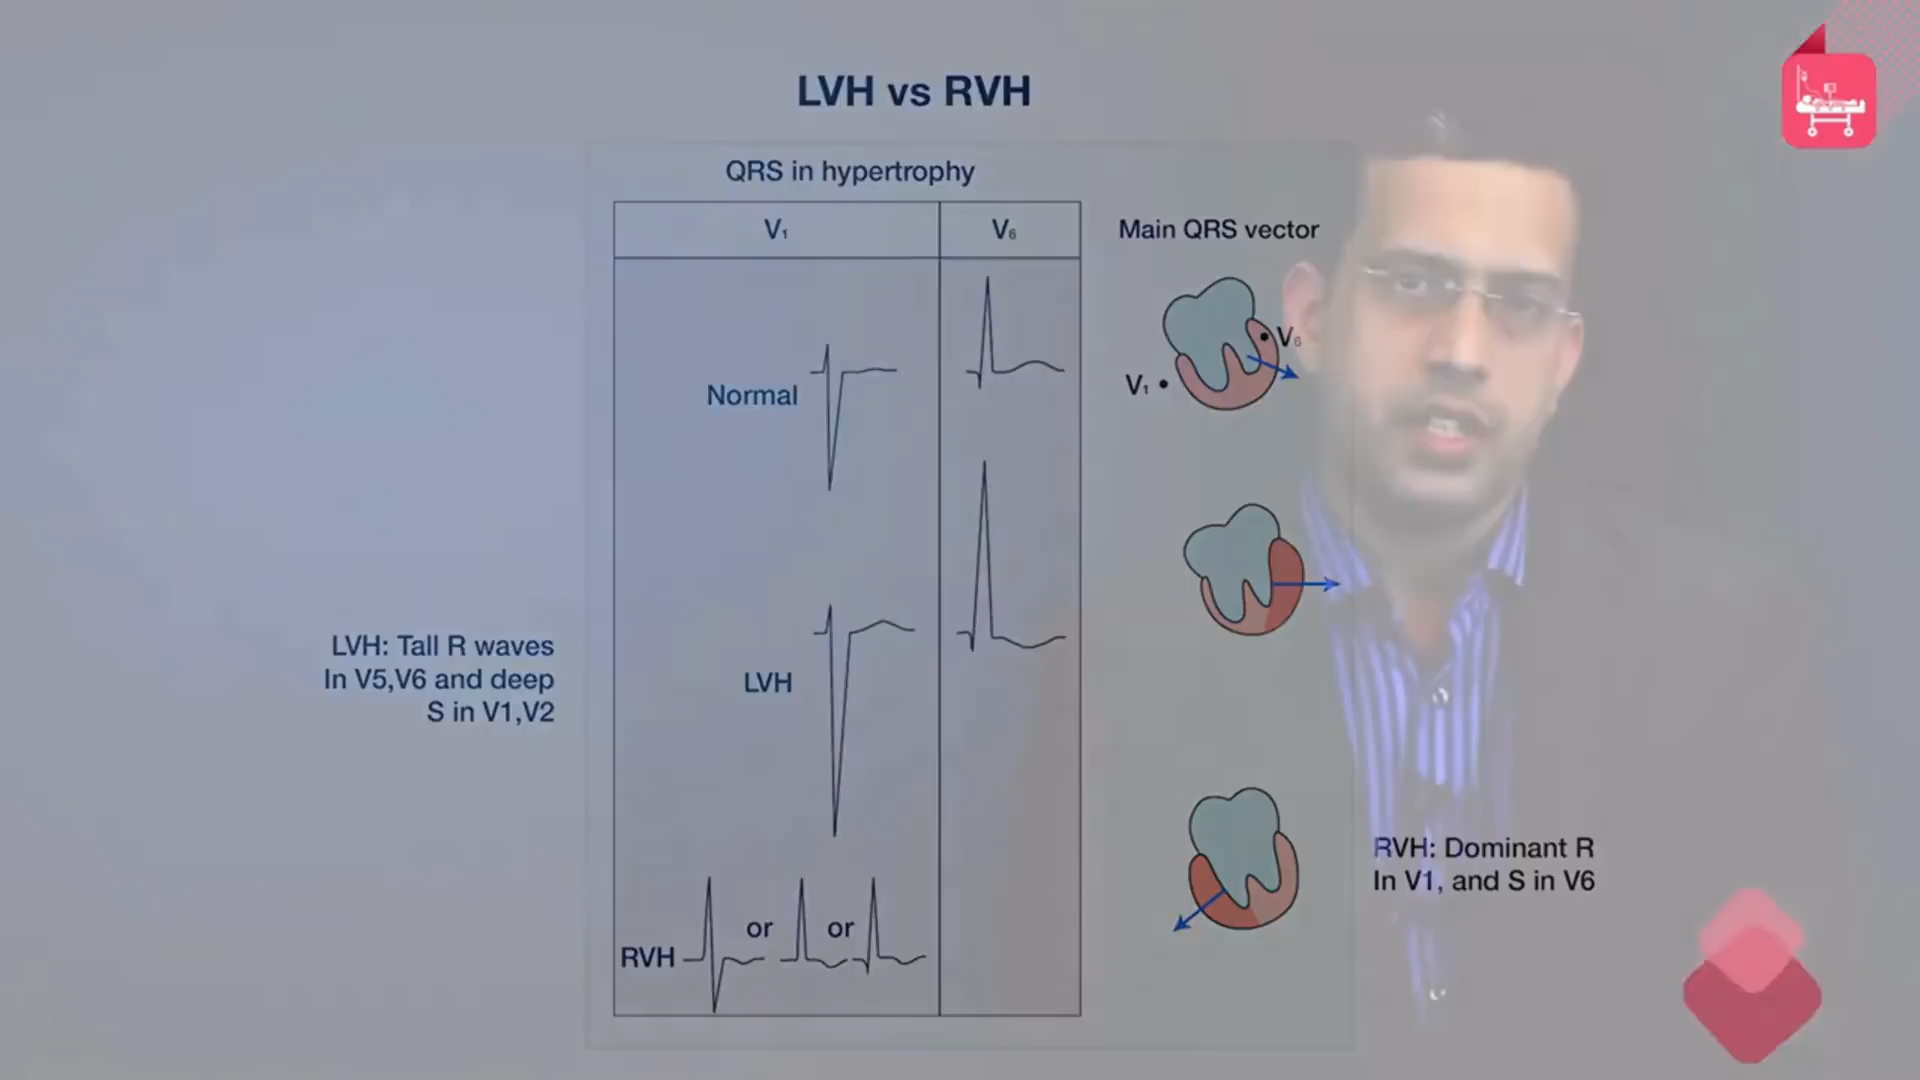 LVH vs RVH
QRS in hypertrophy
V₁
V₆
Main QRS vector
V₆
V₁
Normal
LVH: Tall R waves
In V5,V6 and deep
S in V1,V2
LVH
RVH: Dominant R
In V1, and S in V6
or
or
RVH